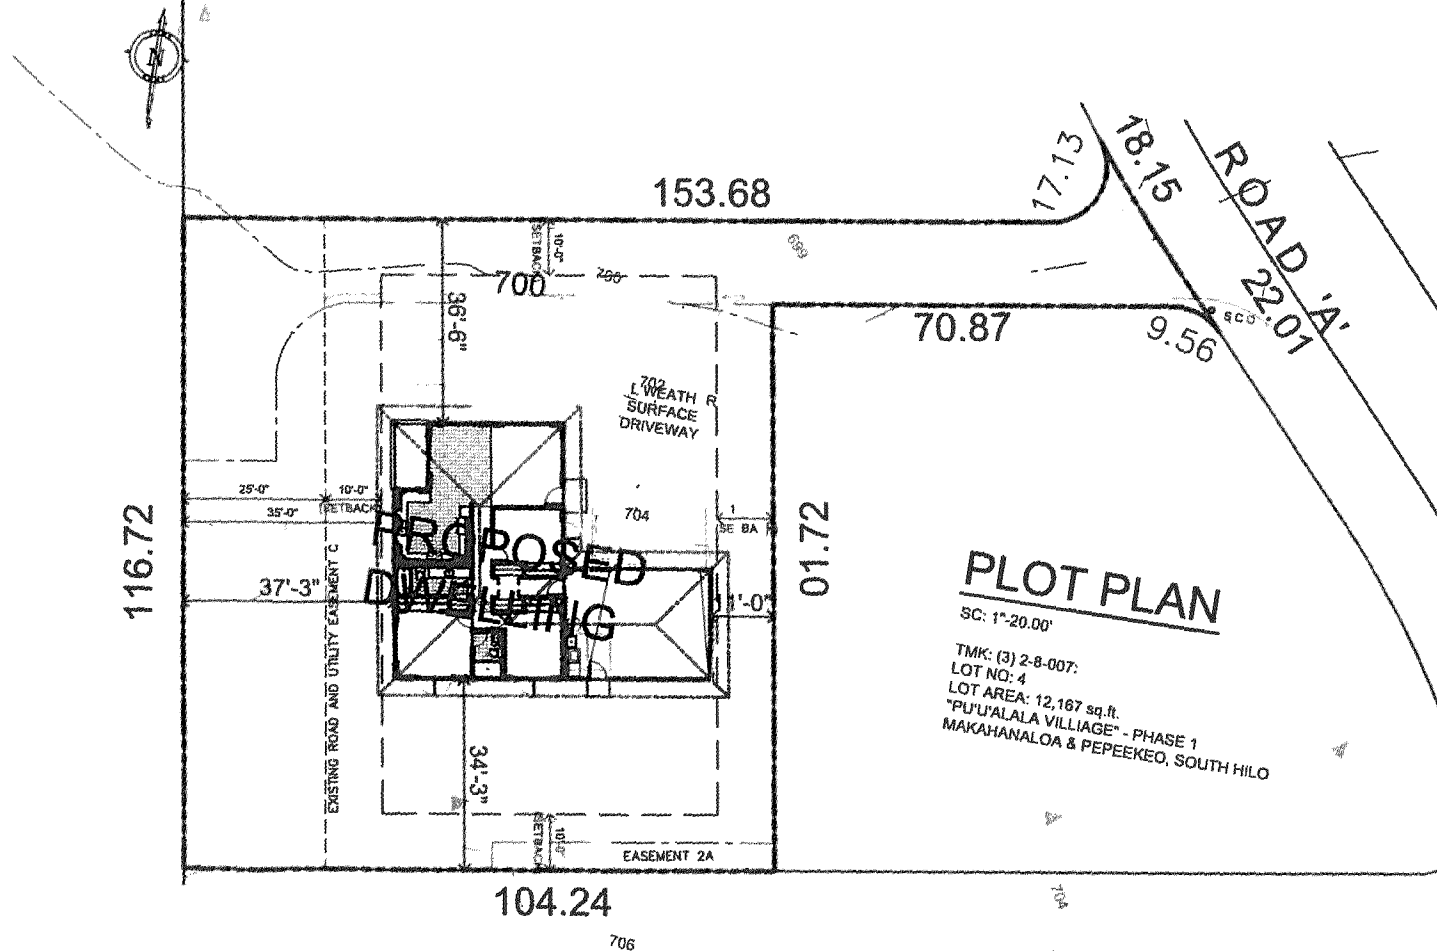 N
153.68
17.13
18.15
ROAD 'A'
22.01
SETBACK
10'-0"
699
700
700
36'-6"
70.87
9.56
SCO
702
SURFACE
DRIVEWAY
704
25'-0"
10'-0"
35'-0"
1
116.72
01.72
PROPOSED
DWELLING
37'-3"
1'-0"
EXISTING ROAD AND UTILITY EASEMENT C
PLOT PLAN
SC: 1"-20.00'
TMK: (3) 2-8-007:
LOT NO: 4
LOT AREA: 12,167 sq.ft.
"PU'U'ALALA VILLIAGE" - PHASE 1
MAKAHANALOA & PEPEEKEO, SOUTH HILO
34'-3"
SETBACK
10'-0"
EASEMENT 2A
104.24
704
706